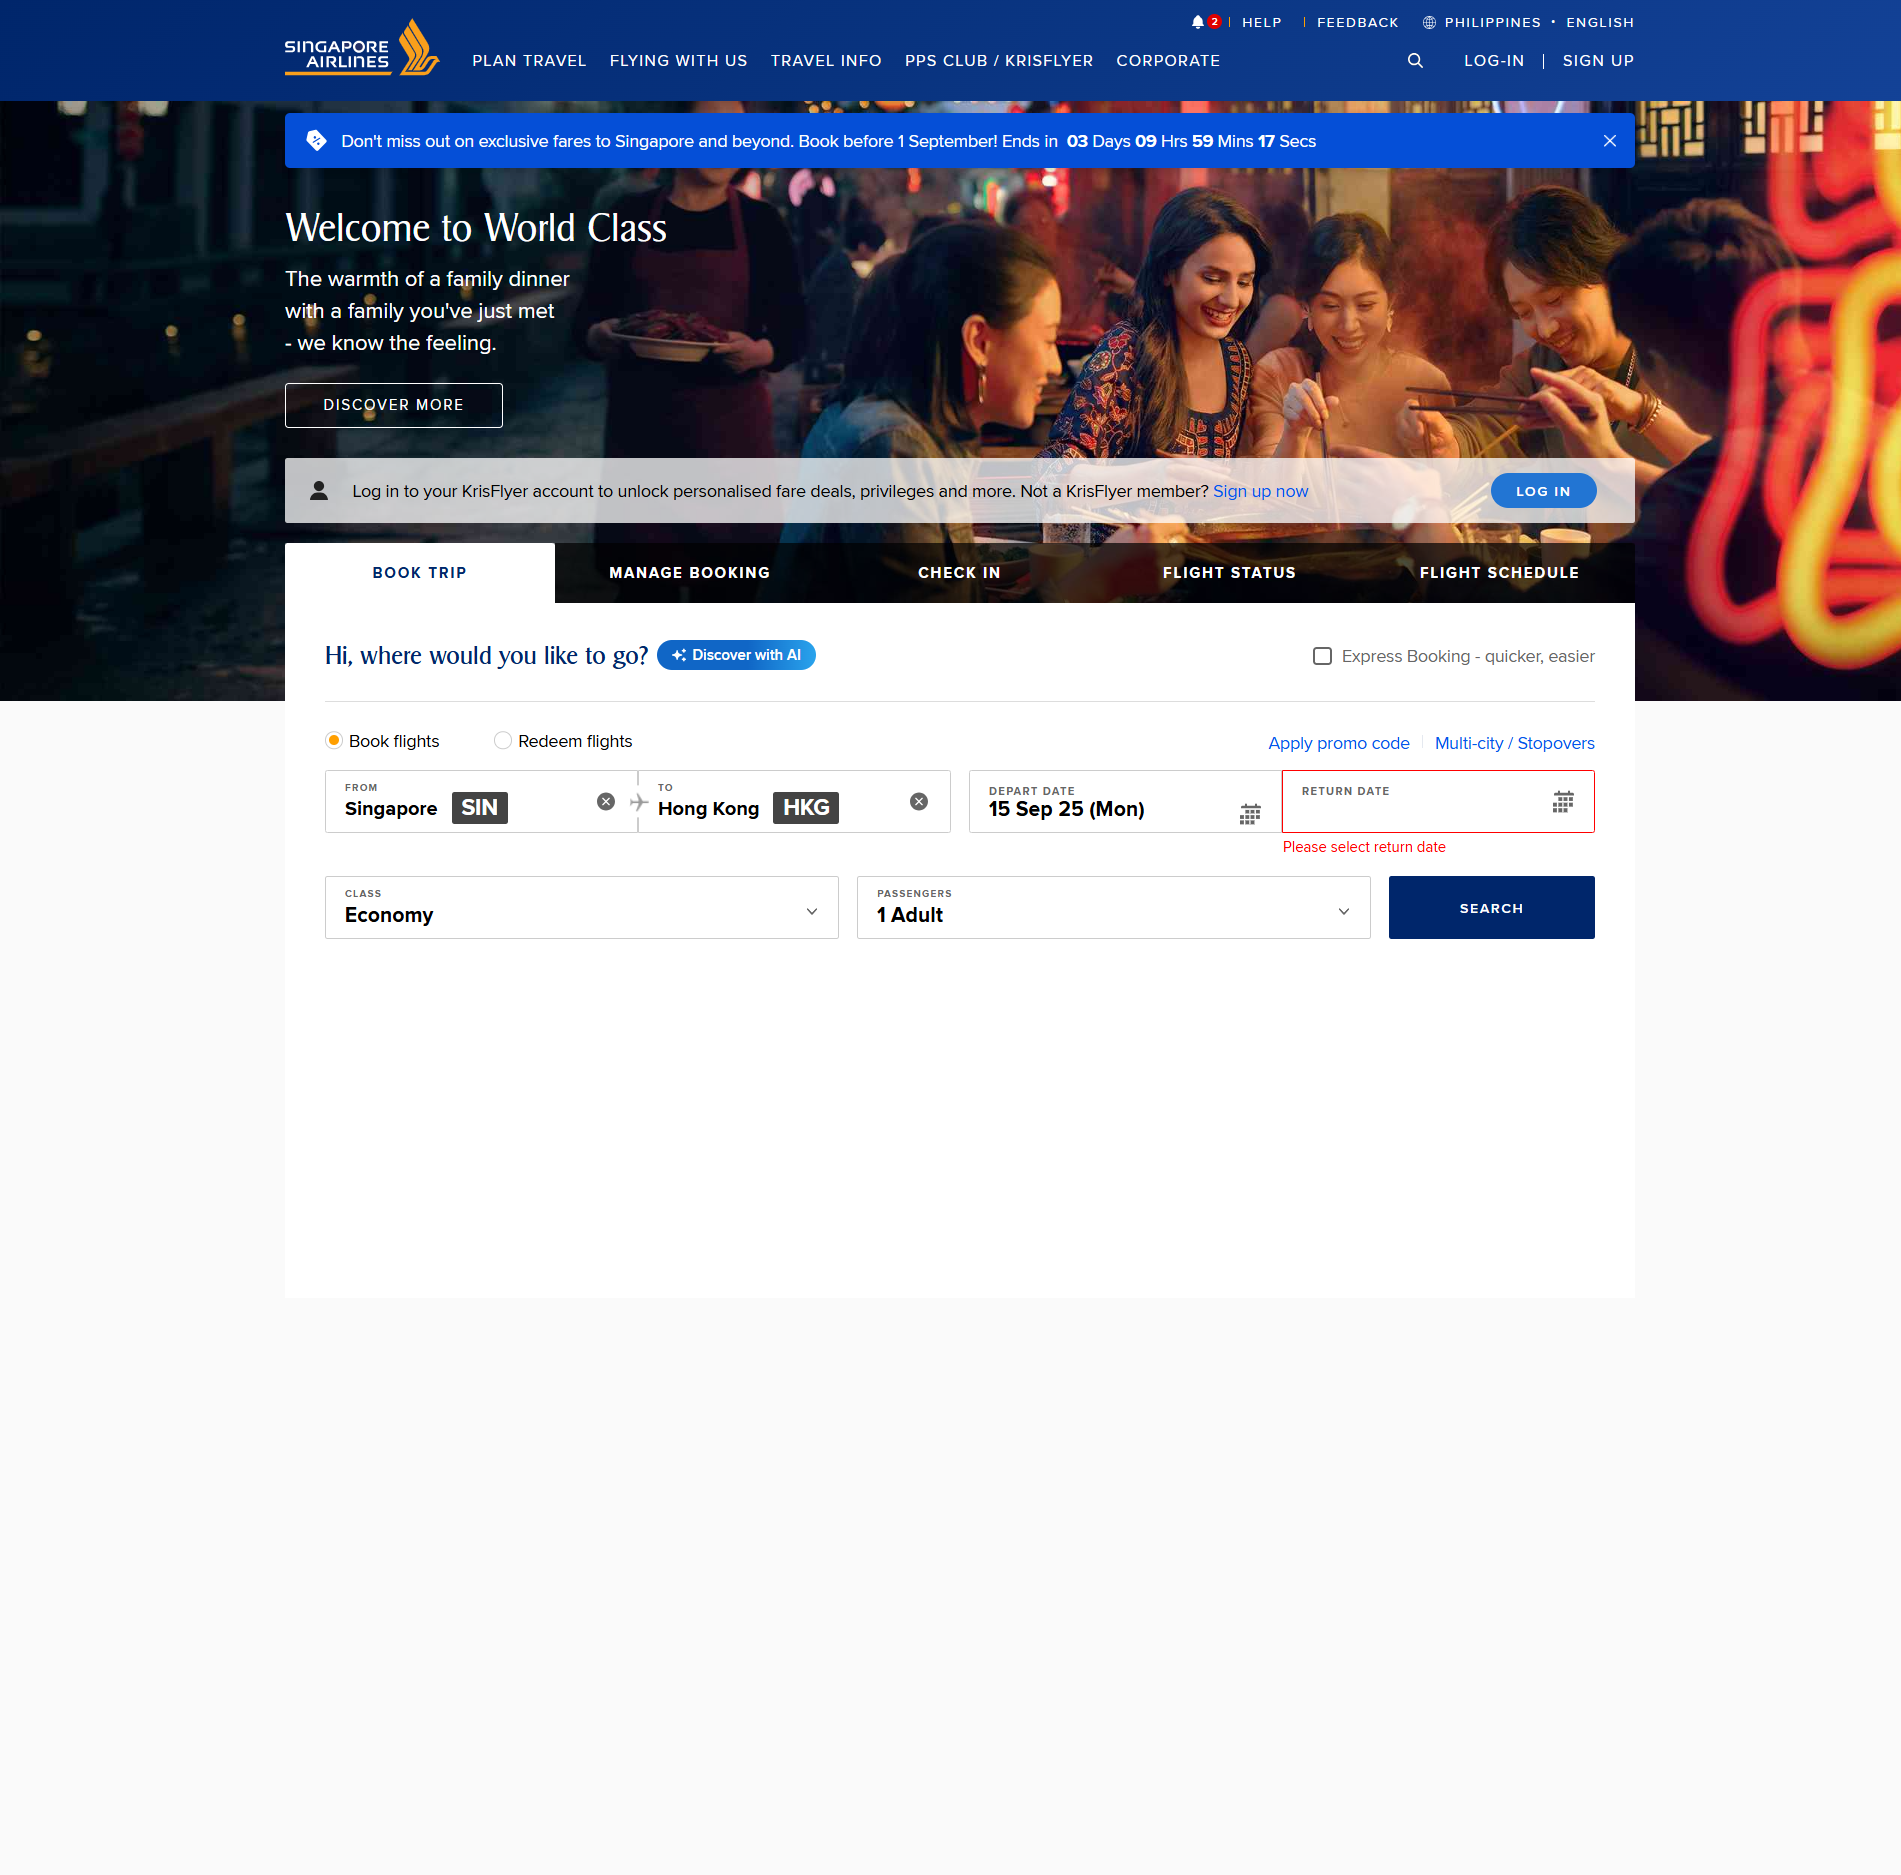 SINGAPORE
AIRLINES
2
HELP
FEEDBACK
PHILIPPINES • ENGLISH
PLAN TRAVEL
FLYING WITH US
TRAVEL INFO
PPS CLUB / KRISFLYER
CORPORATE
LOG-IN
SIGN UP
Don't miss out on exclusive fares to Singapore and beyond. Book before 1 September! Ends in 03 Days 09 Hrs 59 Mins 17 Secs
Welcome to World Class
The warmth of a family dinner
with a family you've just met
- we know the feeling.
DISCOVER MORE
Log in to your KrisFlyer account to unlock personalised fare deals, privileges and more. Not a KrisFlyer member? Sign up now
LOG IN
BOOK TRIP
MANAGE BOOKING
CHECK IN
FLIGHT STATUS
FLIGHT SCHEDULE
Hi, where would you like to go?
Discover with AI
Express Booking - quicker, easier
Book flights
Redeem flights
Apply promo code
Multi-city / Stopovers
FROM
Singapore SIN
TO
Hong Kong HKG
DEPART DATE
15 Sep 25 (Mon)
RETURN DATE
Please select return date
CLASS
Economy
PASSENGERS
1 Adult
SEARCH